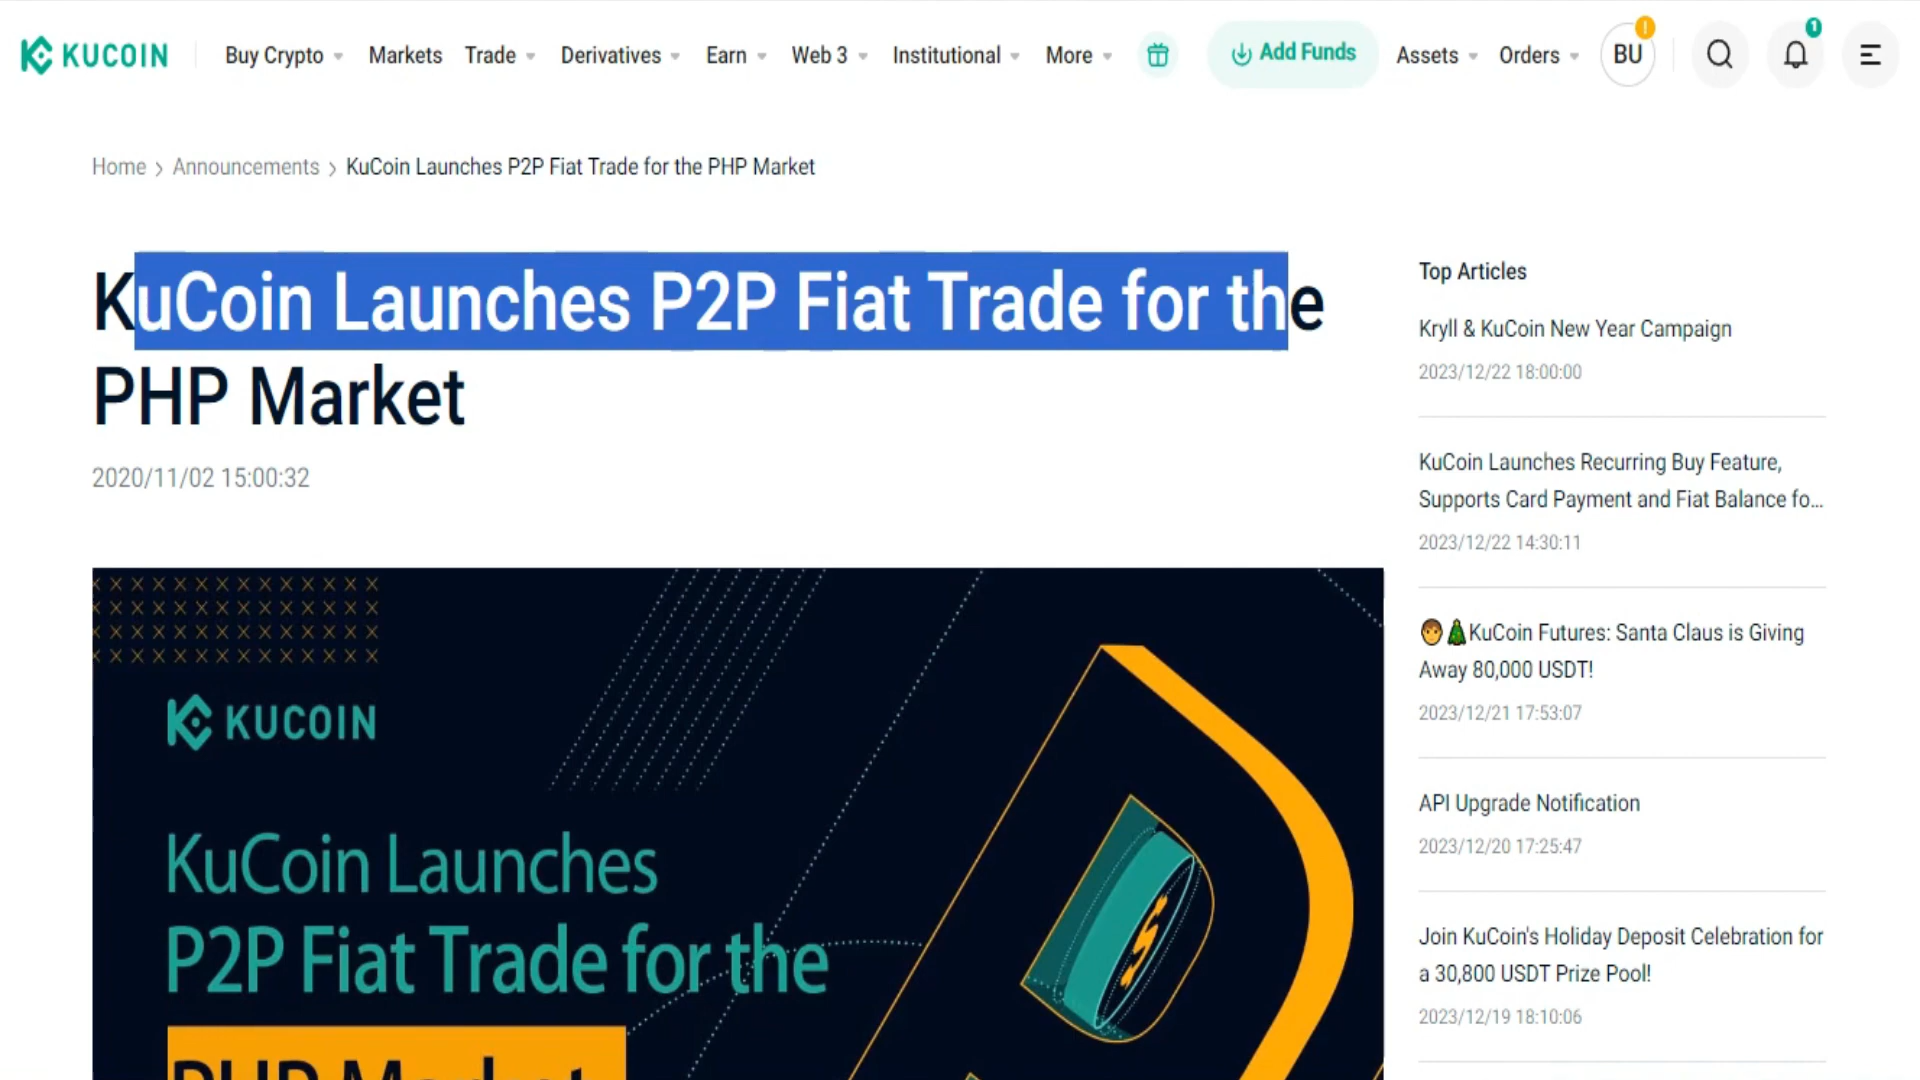 KUCOIN
Buy Crypto Markets Trade Derivatives Earn Web 3 Institutional More Add Funds Assets Orders BU ! 1
Home > Announcements > KuCoin Launches P2P Fiat Trade for the PHP Market
KuCoin Launches P2P Fiat Trade for the
PHP Market
2020/11/02 15:00:32
KUCOIN
KuCoin Launches
P2P Fiat Trade for the
PHP Market
Top Articles
Kryll & KuCoin New Year Campaign
2023/12/22 18:00:00
KuCoin Launches Recurring Buy Feature,
Supports Card Payment and Fiat Balance fo...
2023/12/22 14:30:11
KuCoin Futures: Santa Claus is Giving
Away 80,000 USDT!
2023/12/21 17:53:07
API Upgrade Notification
2023/12/20 17:25:47
Join KuCoin's Holiday Deposit Celebration for
a 30,800 USDT Prize Pool!
2023/12/19 18:10:06